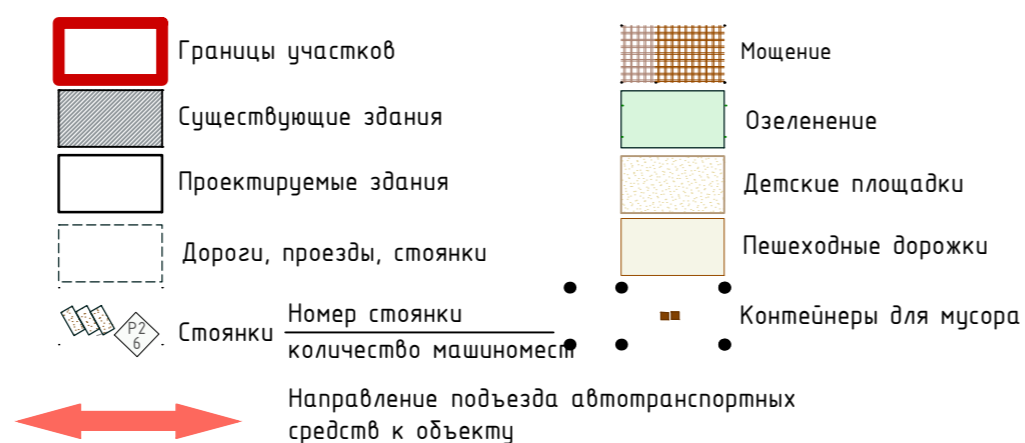 Границы участков
Существующие здания
Проектируемые здания
Дороги, проезды, стоянки
P2
6
Стоянки
Номер стоянки
количество машиномест
Направление подъезда автотранспортных
средств к объекту
Мощение
Озеленение
Детские площадки
Пешеходные дорожки
Контейнеры для мусора